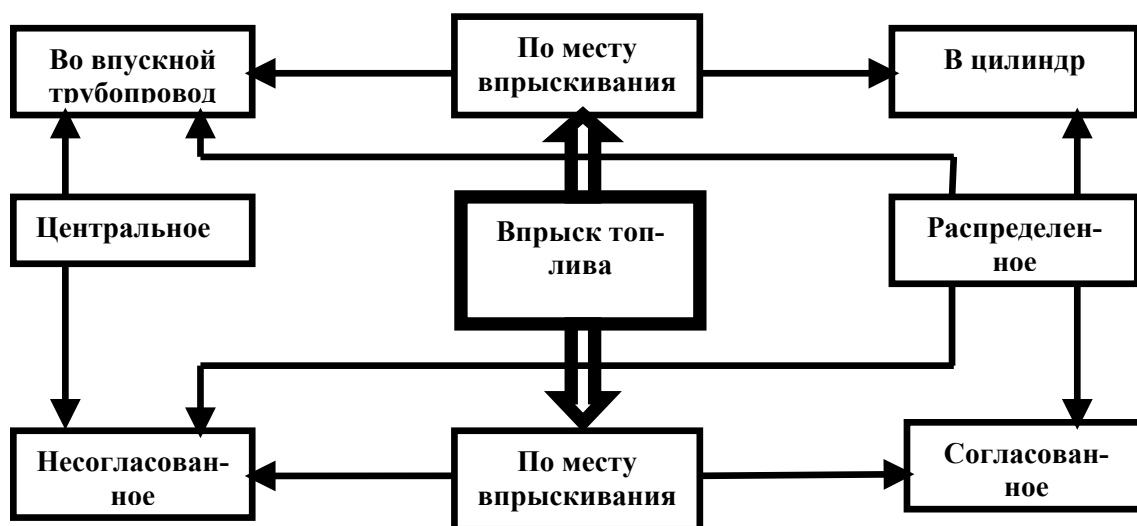 Во впускной
трубопровод
По месту
впрыскивания
В цилиндр
Центральное
Впрыск топ-
лива
Распределен-
ное
Несогласован-
ное
По месту
впрыскивания
Согласован-
ное